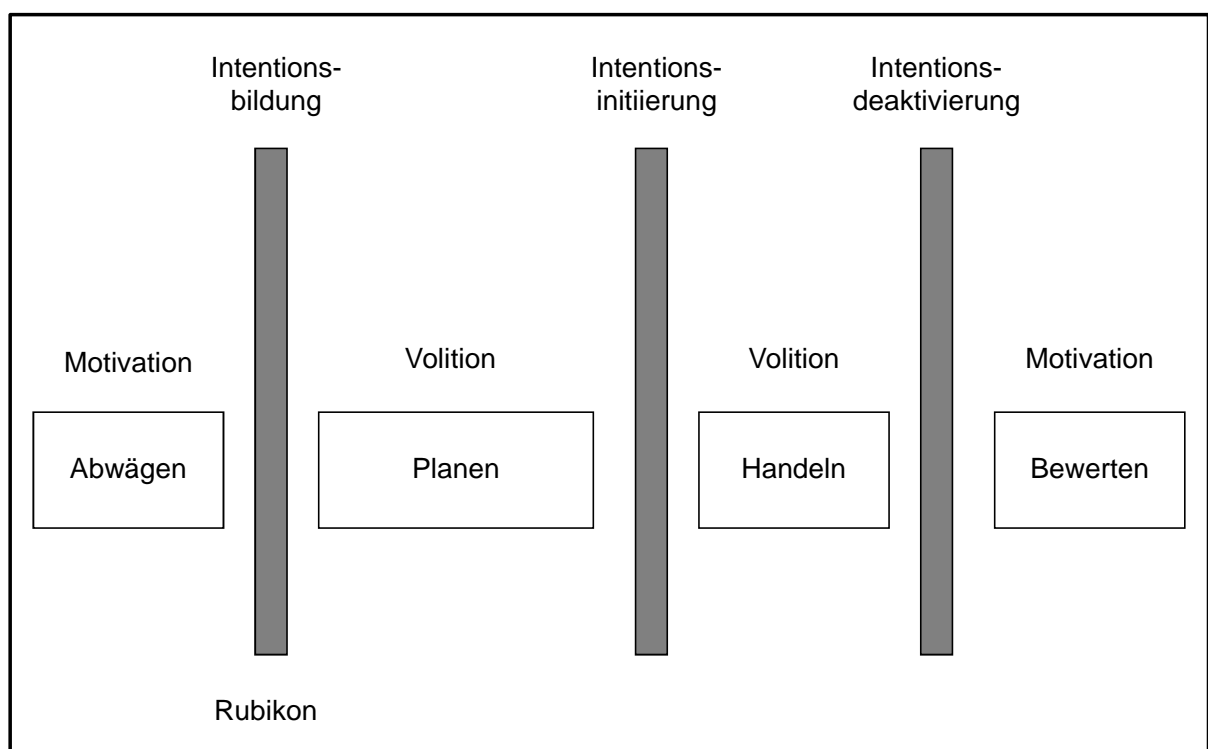 Intentions-
bildung
Intentions-
initiierung
Intentions-
deaktivierung
Motivation
Volition
Volition
Motivation
Abwägen
Planen
Handeln
Bewerten
Rubikon